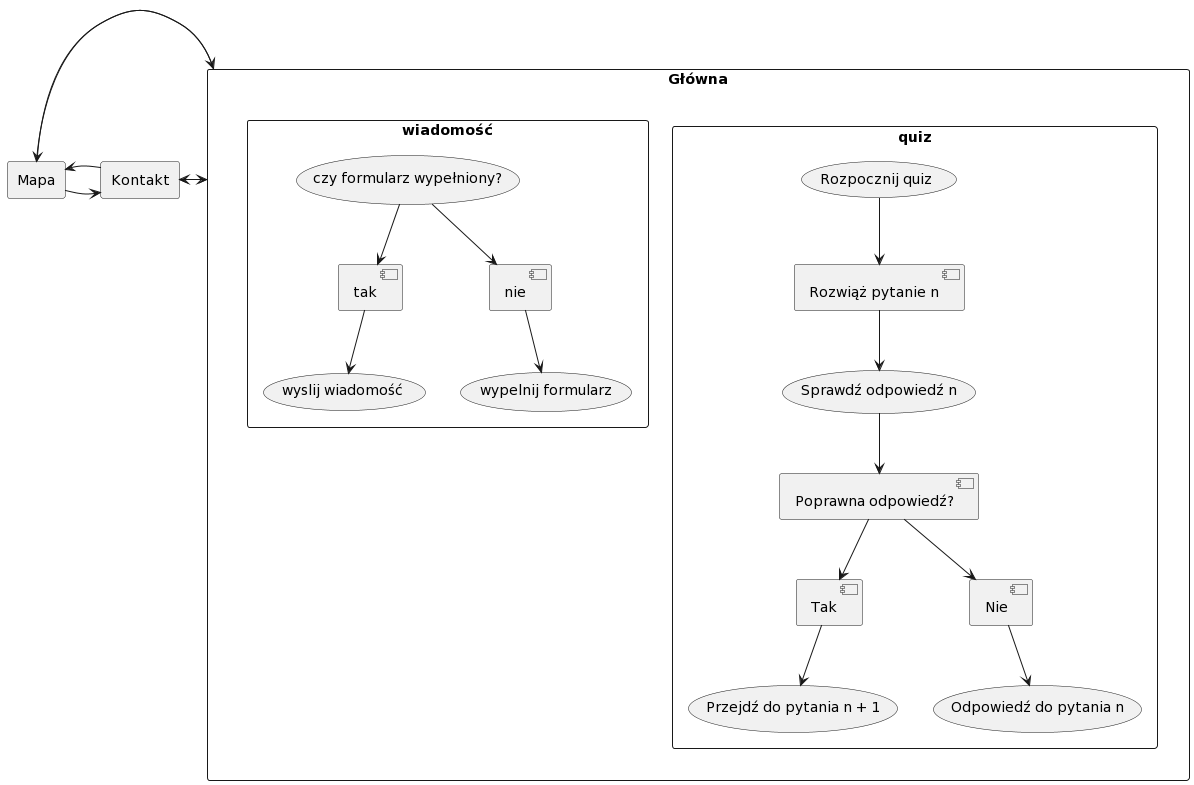 Główna
wiadomość
quiz
czy formularz wypełniony?
Rozpocznij quiz
Mapa
Kontakt
tak
nie
Rozwiąż pytanie n
wyslij wiadomość
wypelnij formularz
Sprawdź odpowiedź n
Poprawna odpowiedź?
Tak
Nie
Przejdź do pytania n + 1
Odpowiedź do pytania n